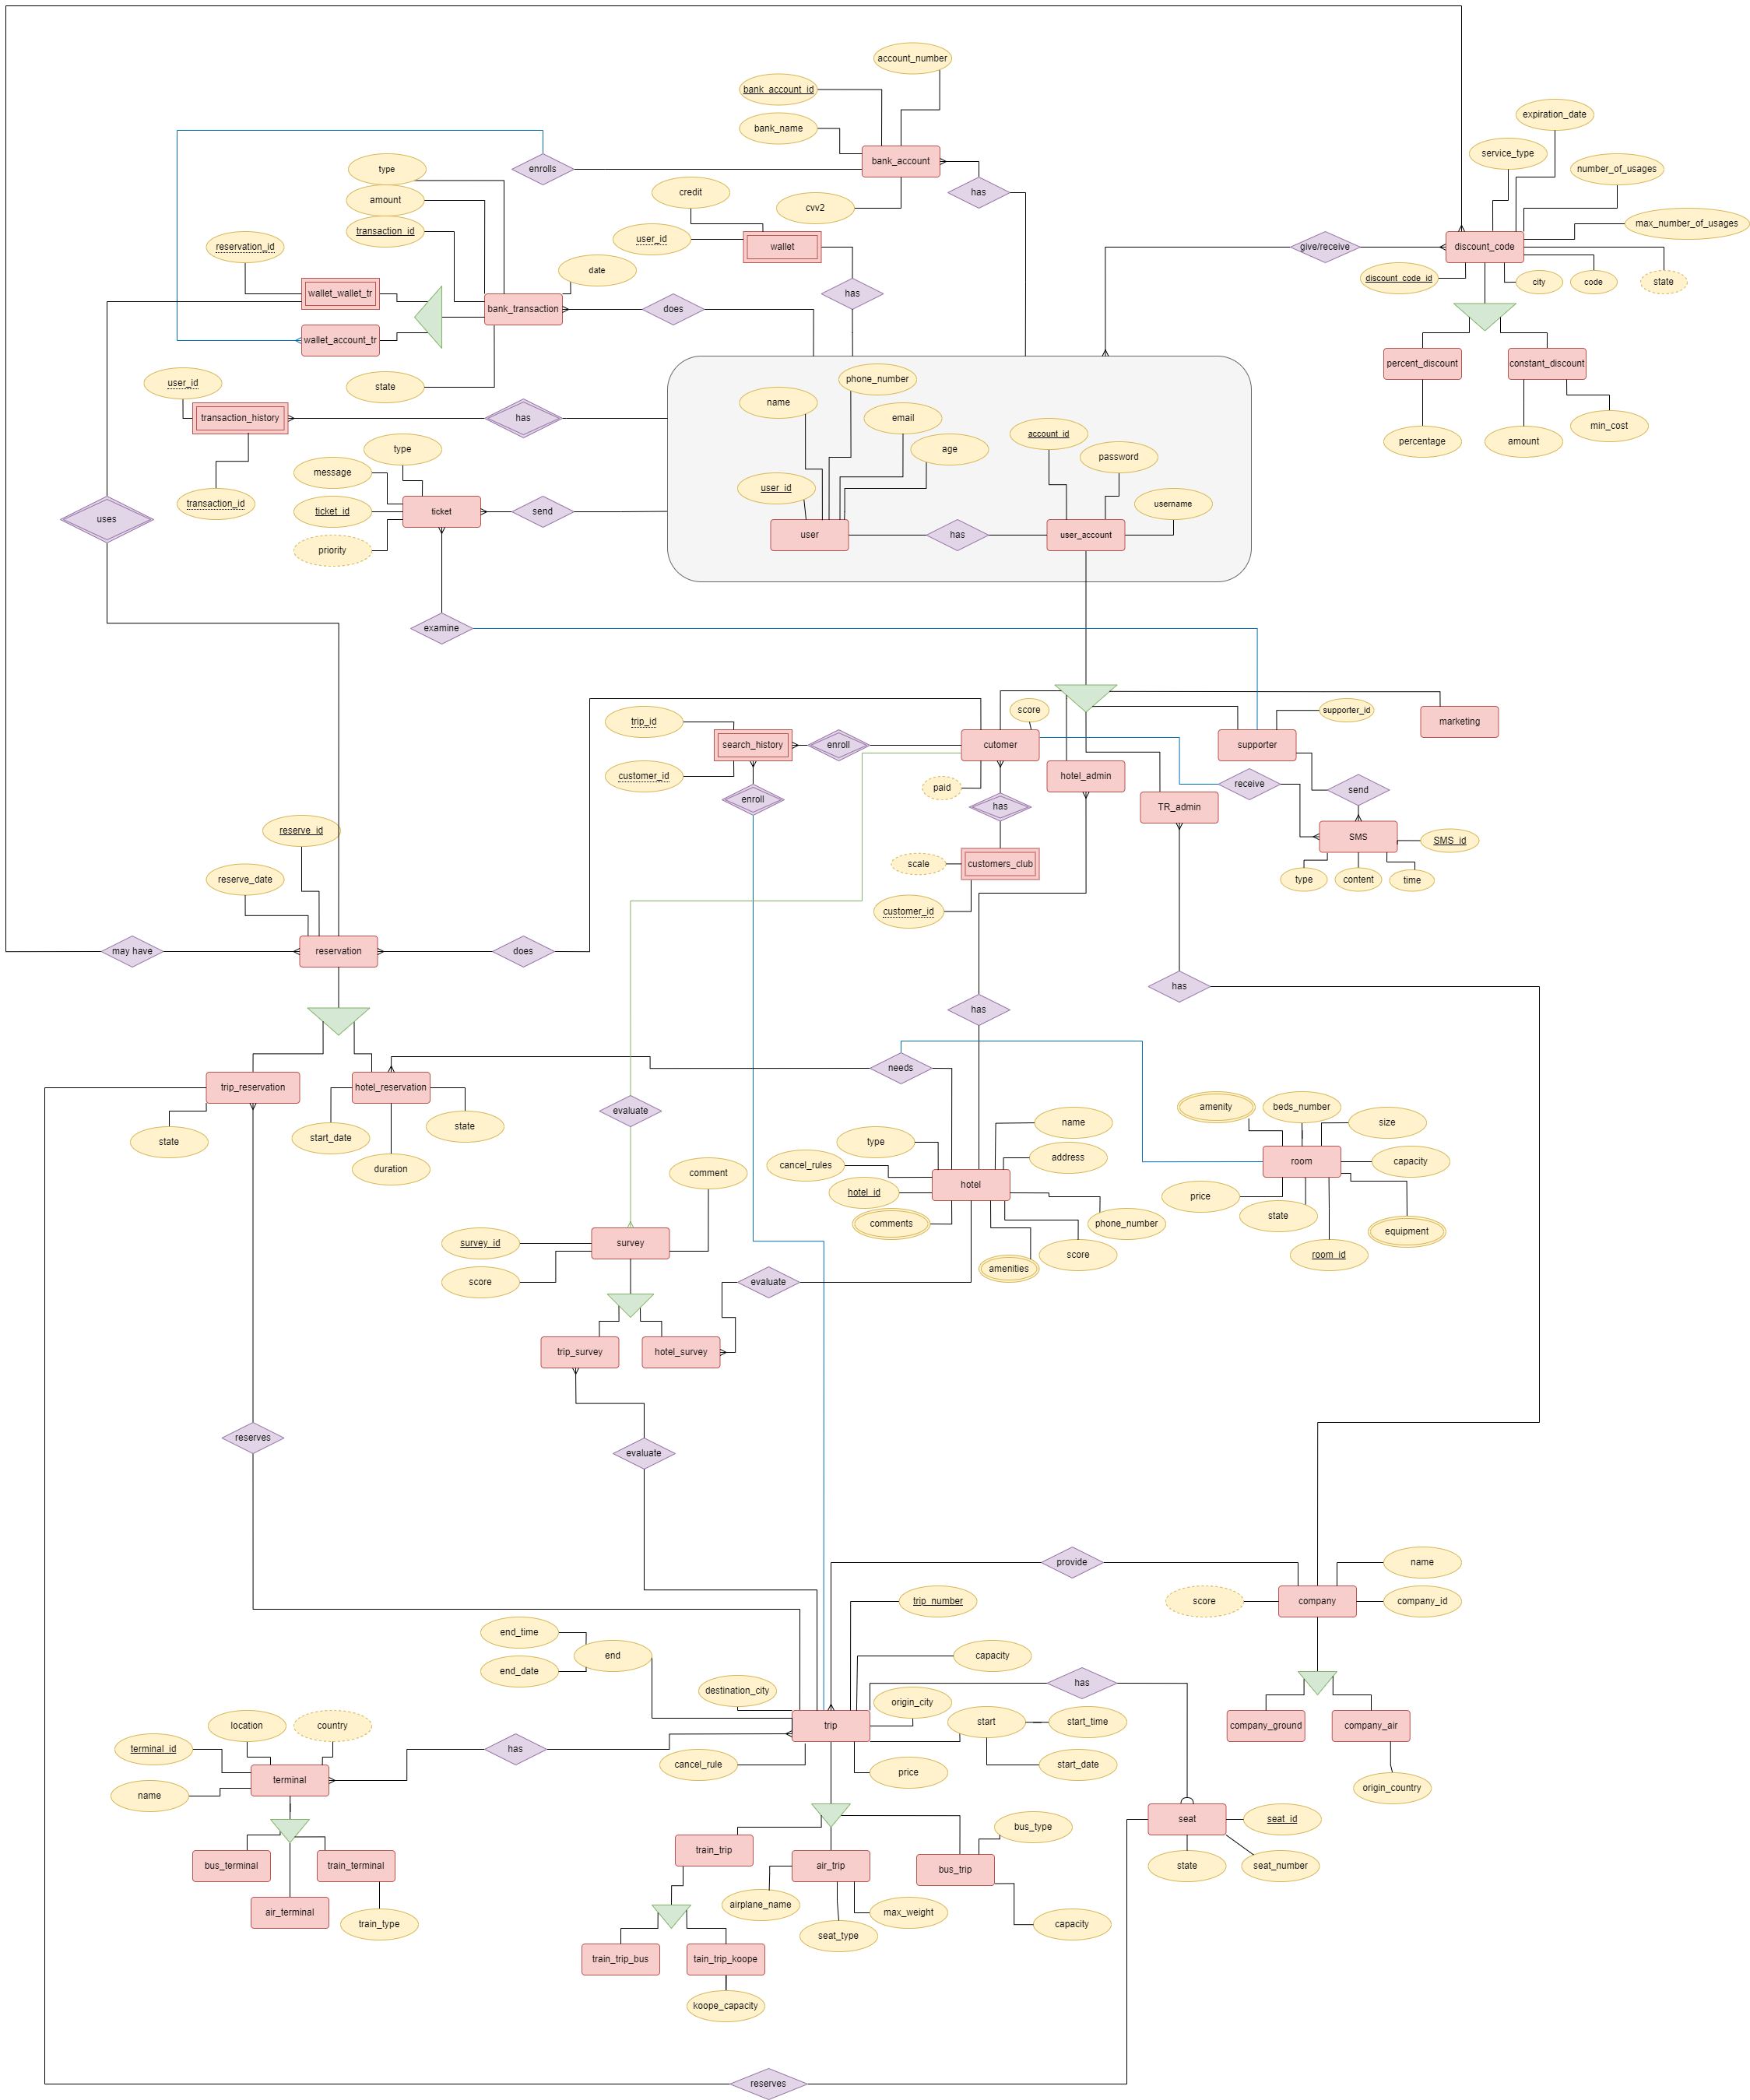 account_number
bank_account_id
expiration_date
bank_name
service_type
bank_account
enrolls
type
number_of_usages
has
credit
amount
cvv2
max_number_of_usages
transaction_id
user_id
wallet
reservation_id
give/receive
discount_code
date
discount_code_id
city
code
state
wallet_wallet_tr
has
bank_transaction
does
wallet_account_tr
percent_discount
constant_discount
state
user_id
phone_number
name
transaction_history
has
email
min_cost
account_id
percentage
amount
type
age
password
message
user_id
transaction_id
username
ticket_id
ticket
send
uses
user
has
user_account
priority
examine
score
supporter_id
trip_id
marketing
search_history
enroll
cutomer
supporter
customer_id
hotel_admin
paid
receive
send
enroll
has
TR_admin
reserve_id
SMS
SMS_id
scale
customers_club
reserve_date
type
content
time
customer_id
may have
reservation
does
has
has
needs
trip_reservation
hotel_reservation
amenity
beds_number
evaluate
name
size
state
start_date
state
type
address
room
capacity
cancel_rules
duration
comment
hotel
hotel_id
price
state
comments
phone_number
equipment
survey_id
survey
score
room_id
amenities
score
evaluate
trip_survey
hotel_survey
reserves
evaluate
provide
name
score
company
company_id
trip_number
end_time
end
capacity
end_date
has
destination_city
origin_city
location
country
trip
start
start_time
company_ground
company_air
terminal_id
has
cancel_rule
start_date
price
terminal
name
origin_country
seat
seat_id
bus_type
train_trip
bus_terminal
train_terminal
air_trip
bus_trip
state
seat_number
airplane_name
air_terminal
max_weight
train_type
capacity
seat_type
train_trip_bus
tain_trip_koope
koope_capacity
reserves